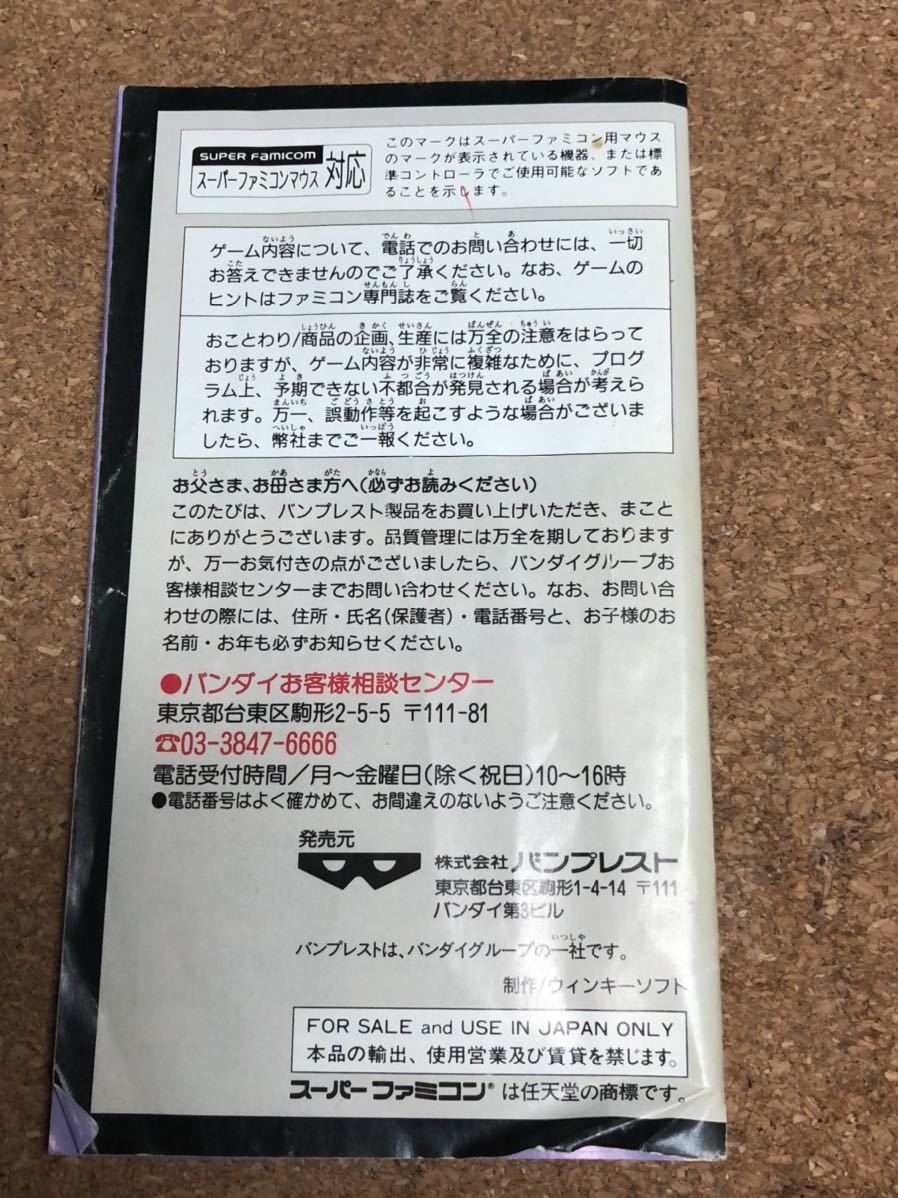 SUPER FAMICOM
スーパーファミコンマウス 対応
このマークはスーパーファミコン用マウス
のマークが表示されている機器、または標
準コントローラでご使用可能なソフトであ
ることを示します。
ゲーム内容について、電話でのお問い合わせには、一切
お答えできませんのでご了承ください。なお、ゲームの
ヒントはファミコン専門誌をご覧ください。
おことわり/商品の企画、生産には万全の注意をはらって
おりますが、ゲーム内容が非常に複雑なために、プログ
ラム上、予期できない不都合が発見される場合が考えら
れます。万一、誤動作等を起こすような場合がございま
したら、幣社までご一報ください。
お父さま、お母さま方へ(必ずお読みください)
このたびは、バンプレスト製品をお買い上げいただき、まこと
にありがとうございます。品質管理には万全を期しております
が、万一お気付きの点がございましたら、バンダイグループお
客様相談センターまでお問い合わせください。なお、お問い合
わせの際には、住所・氏名(保護者)・電話番号と、お子様のお
名前・お年も必ずお知らせください。
●バンダイお客様相談センター
東京都台東区駒形2-5-5 〒111-81
☎03-3847-6666
電話受付時間/月〜金曜日(除く祝日)10〜16時
●電話番号はよく確かめて、お間違えのないようご注意ください。
発売元
株式会社バンプレスト
東京都台東区駒形1-4-14 〒111
バンダイ第3ビル
バンプレストは、バンダイグループの一社です。
制作/ウィンキーソフト
FOR SALE and USE IN JAPAN ONLY
本品の輸出、使用営業及び賃貸を禁じます。
スーパーファミコン®は任天堂の商標です。